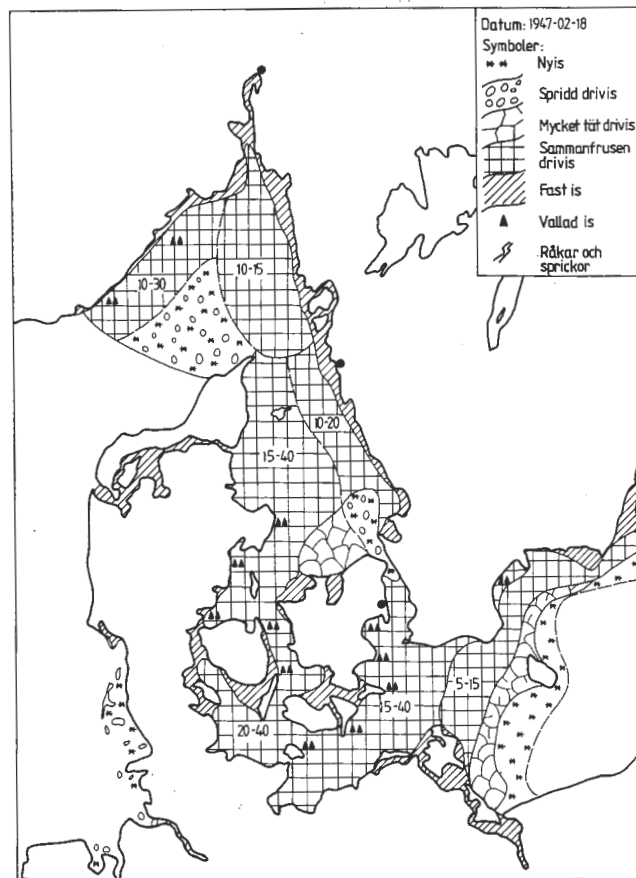 Datum: 1947-02-18
Symboler:
Nyis
Spridd drivis
Mycket tät drivis
Sammanfrusen
drivis
Fast is
Vallad is
Råkar och
sprickor
10-30
10-15
10-20
15-40
5-15
15-40
20-40